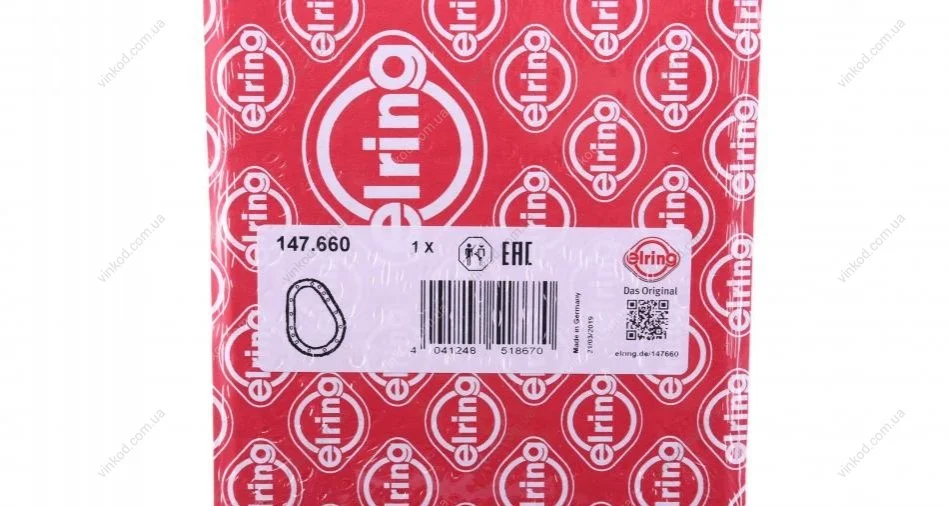 elring
147.660
1 x
EAC
elring
Das Original
4 041248 518670
Made in Germany
21/03/2019
elring.de/147660
vinkod.com.ua